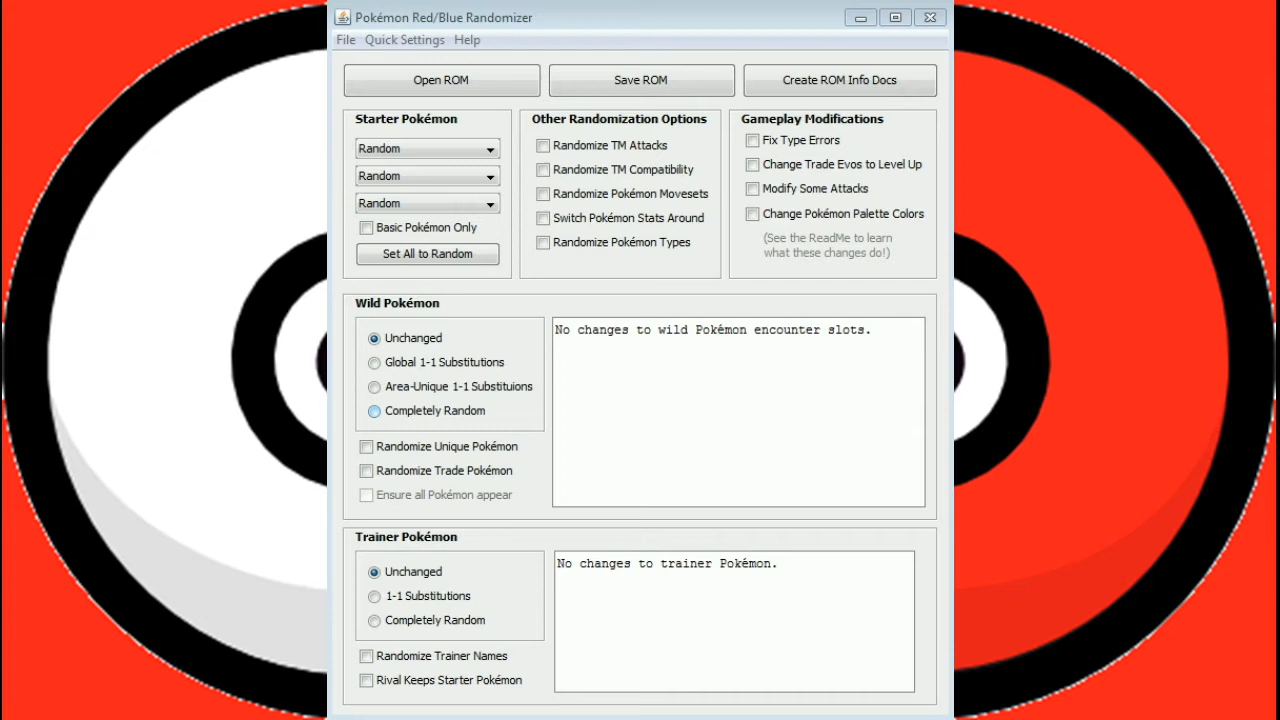 Pokémon Red/Blue Randomizer
File Quick Settings Help
Open ROM Save ROM Create ROM Info Docs
Starter Pokémon
Random
Random
Random
Basic Pokémon Only
Set All to Random
Other Randomization Options
Randomize TM Attacks
Randomize TM Compatibility
Randomize Pokémon Movesets
Switch Pokémon Stats Around
Randomize Pokémon Types
Gameplay Modifications
Fix Type Errors
Change Trade Evos to Level Up
Modify Some Attacks
Change Pokémon Palette Colors
(See the ReadMe to learn
what these changes do!)
Wild Pokémon
Unchanged
Global 1-1 Substitutions
Area-Unique 1-1 Substituions
Completely Random
Randomize Unique Pokémon
Randomize Trade Pokémon
Ensure all Pokémon appear
No changes to wild Pokémon encounter slots.
Trainer Pokémon
Unchanged
1-1 Substitutions
Completely Random
Randomize Trainer Names
Rival Keeps Starter Pokémon
No changes to trainer Pokémon.